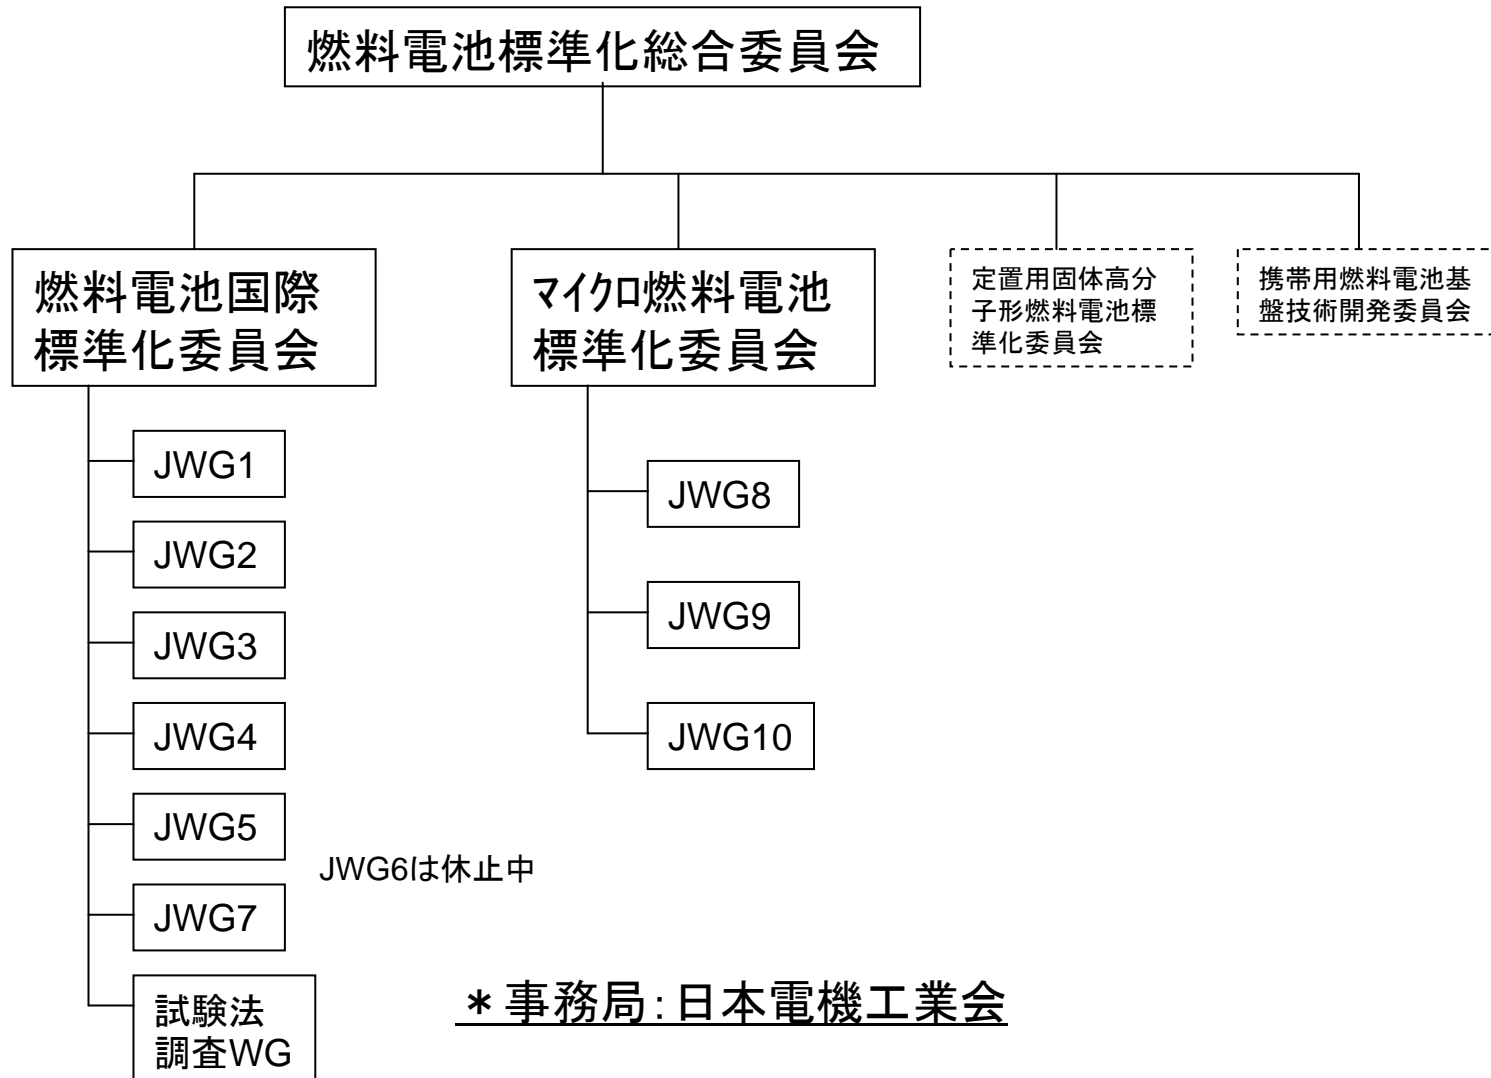 燃料電池標準化総合委員会
燃料電池国際
標準化委員会
マイクロ燃料電池
標準化委員会
定置用固体高分
子形燃料電池標
準化委員会
携帯用燃料電池基
盤技術開発委員会
JWG1
JWG2
JWG3
JWG4
JWG5
JWG6は休止中
JWG7
試験法
調査WG
JWG8
JWG9
JWG10
＊事務局：日本電機工業会